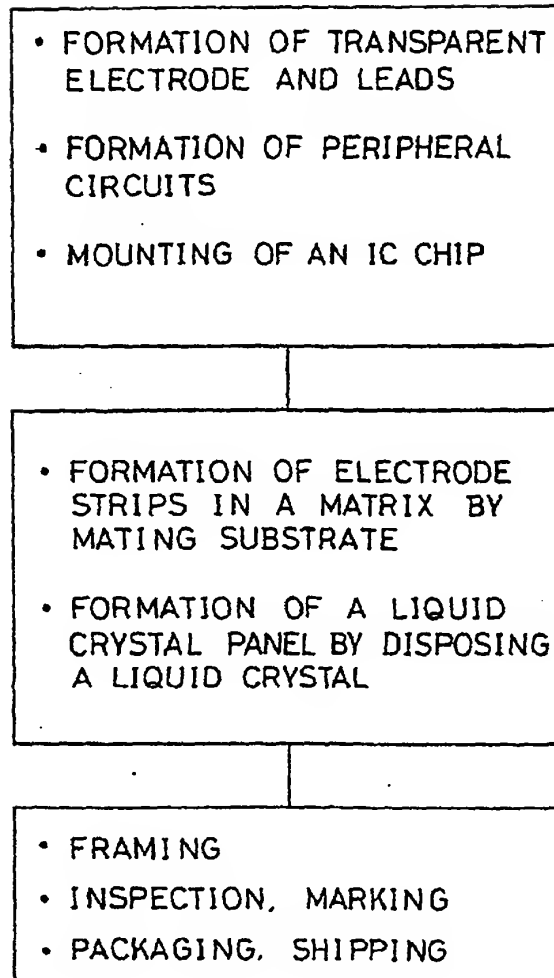 • FORMATION OF TRANSPARENT
ELECTRODE AND LEADS
• FORMATION OF PERIPHERAL
CIRCUITS
• MOUNTING OF AN IC CHIP
• FORMATION OF ELECTRODE
STRIPS IN A MATRIX BY
MATING SUBSTRATE
• FORMATION OF A LIQUID
CRYSTAL PANEL BY DISPOSING
A LIQUID CRYSTAL
• FRAMING
• INSPECTION, MARKING
• PACKAGING, SHIPPING